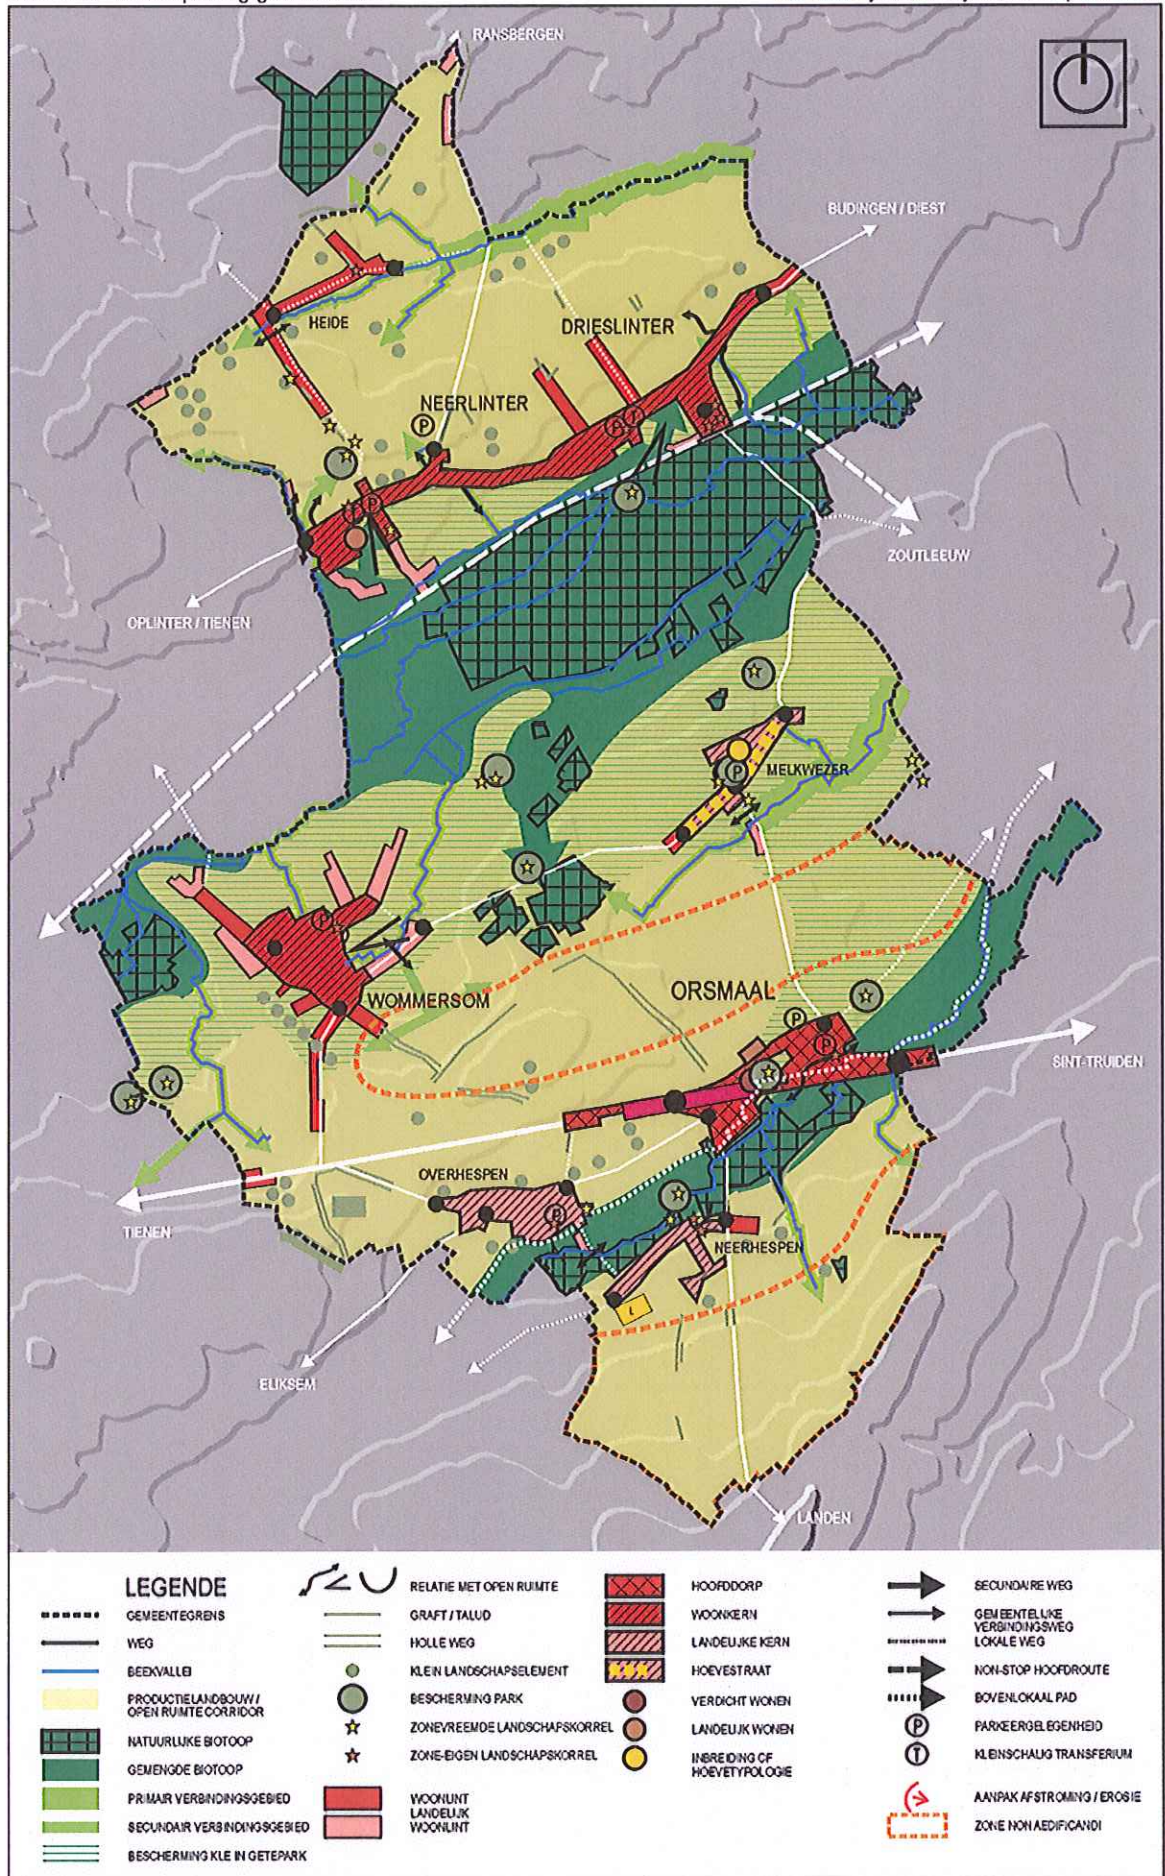 RANSBERGEN
BUDINGEN / DIEST
HEIDE
DRIESLINTER
NEERLINTER
P
P
T
P
ZOUTLEEUW
OPLINTER / TIENEN
P
MELKWEZER
P
WOMMERSOM
ORSMAAL
P
P
SINT-TRUIDEN
OVERHESPEN
P
TIENEN
NEERHESPEN
L
ELIKSEM
LANDEN
LEGENDE
GEMEENTEGRENS
WEG
BEEKVALLEI
PRODUCTIELANDBOUW /
OPEN RUIMTE CORRIDOR
NATUURLIJKE BIOTOOP
GEMENGDE BIOTOOP
PRIMAIR VERBINDINGSGEBIED
SECUNDAIR VERBINDINGSGEBIED
BESCHERMING KLEIN GETEPARK
RELATIE MET OPEN RUIMTE
GRAFT / TALUD
HOLLE WEG
KLEIN LANDSCHAPSELEMENT
BESCHERMING PARK
ZONEVREEMDE LANDSCHAPSKORREL
ZONE-EIGEN LANDSCHAPSKORREL
WOONLINT
LANDELIJK
WOONLINT
HOOFDDORP
WOONKERN
LANDELIJKE KERN
HOEVESTRAAT
VERDICHT WONEN
LANDELIJK WONEN
INBREIDING OF
HOEVETYPOLOGIE
SECUNDAIRE WEG
GEMEENTELIJKE
VERBINDINGSWEG
LOKALE WEG
NON-STOP HOOFDROUTE
BOVENLOKAAL PAD
P PARKEERGELEGENHEID
T KLEINSCHALIG TRANSFERIUM
AANPAK AFSTROMING / EROSIE
ZONE NON AEDIFICANDI